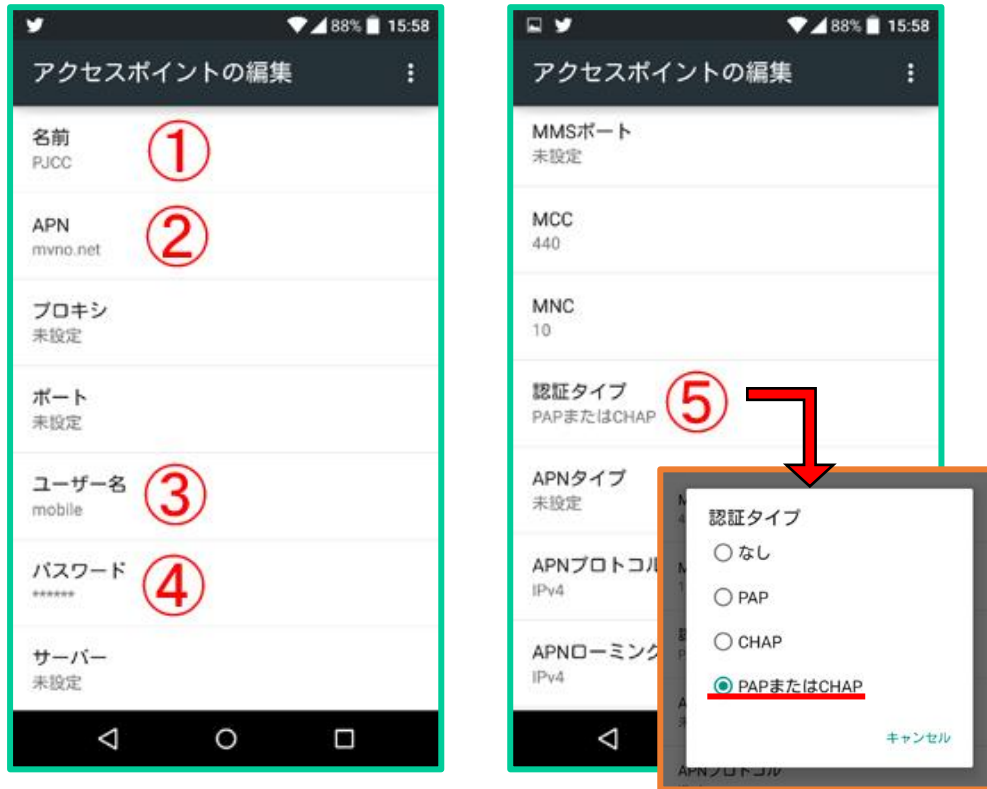 88% 15:58
アクセスポイントの編集
名前
PJCC
①
APN
mvno.net
②
プロキシ
未設定
ポート
未設定
ユーザー名
mobile
③
パスワード
******
④
サーバー
未設定
88% 15:58
アクセスポイントの編集
MMSポート
未設定
MCC
440
MNC
10
認証タイプ
PAPまたはCHAP
⑤
APNタイプ
未設定
APNプロトコル
IPv4
APNローミング
IPv4
認証タイプ
なし
PAP
CHAP
PAPまたはCHAP
キャンセル
APNプロトコル